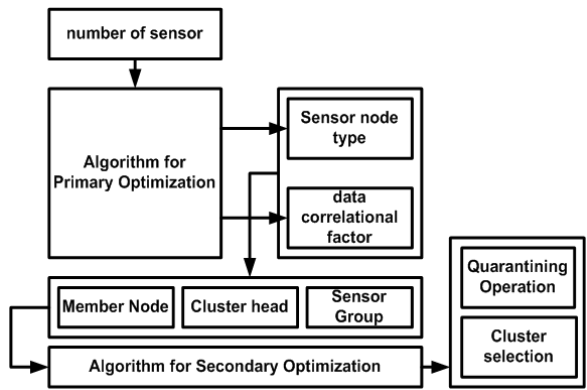 number of sensor
Sensor node
type
Algorithm for
Primary Optimization
data
correlational
factor
Quarantining
Operation
Member Node
Cluster head
Sensor
Group
Cluster
selection
Algorithm for Secondary Optimization